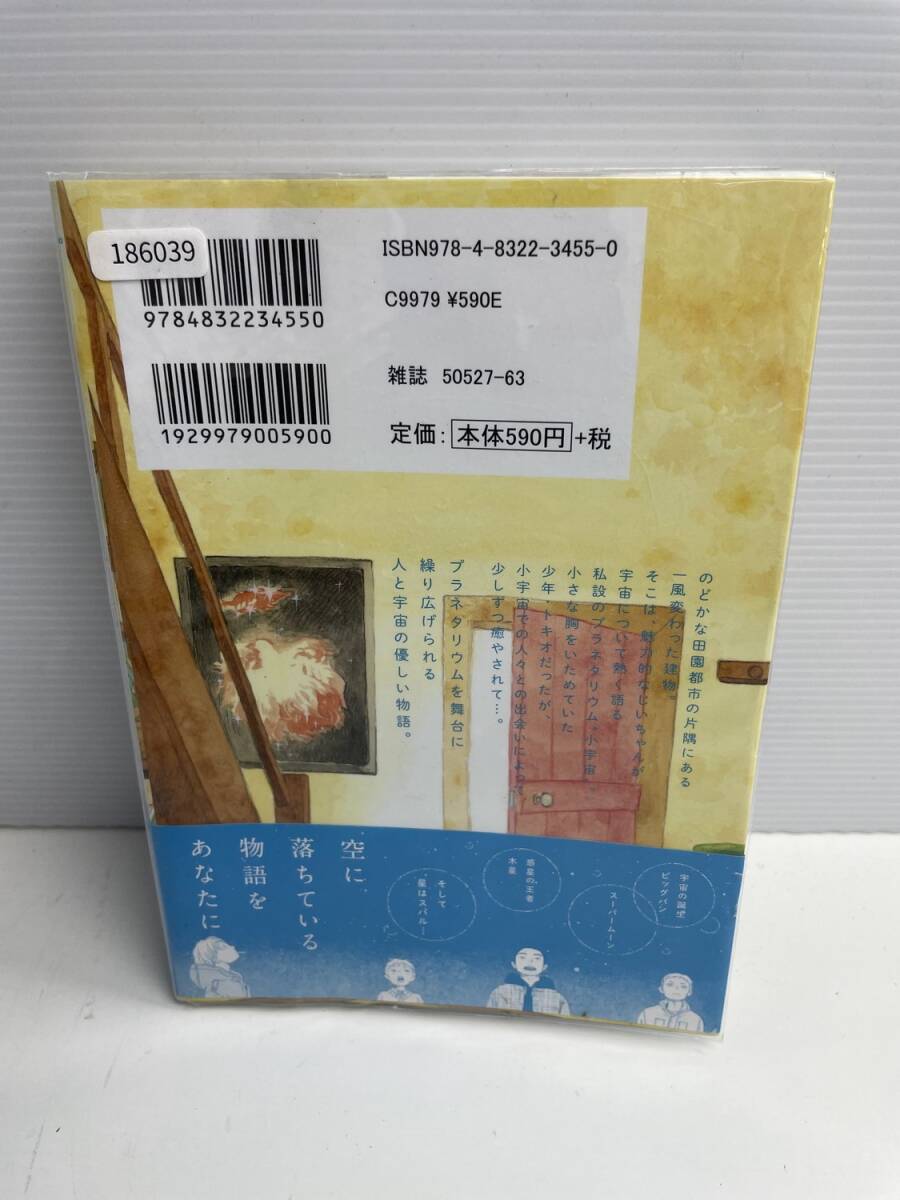 186039
9784832234550
1929979005900
ISBN978-4-8322-3455-0
C9979 ¥590E
雑誌 50527-63
定価：本体590円+税
のどかな田園都市の片隅にある
一風変わった建物。
そこは、魅力的なじいちゃんが
宇宙について熱く語る
私設のプラネタリウム“小宇宙”。
小さな胸をいためていた
少年、トキオだったが、
小宇宙での人々との出会いによって、
少しずつ癒やされて…。
プラネタリウムを舞台に
繰り広げられる
人と宇宙の優しい物語。
宇宙の誕生
ビッグバン
スーパームーン
惑星の王者
木星
そして
星はスバル！
空に
落ちている
物語を
あなたに